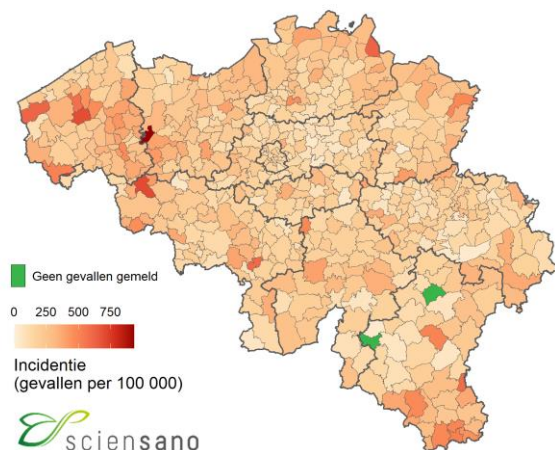 Geen gevallen gemeld
0 250 500 750
Incidentie
(gevallen per 100 000)
sciensano